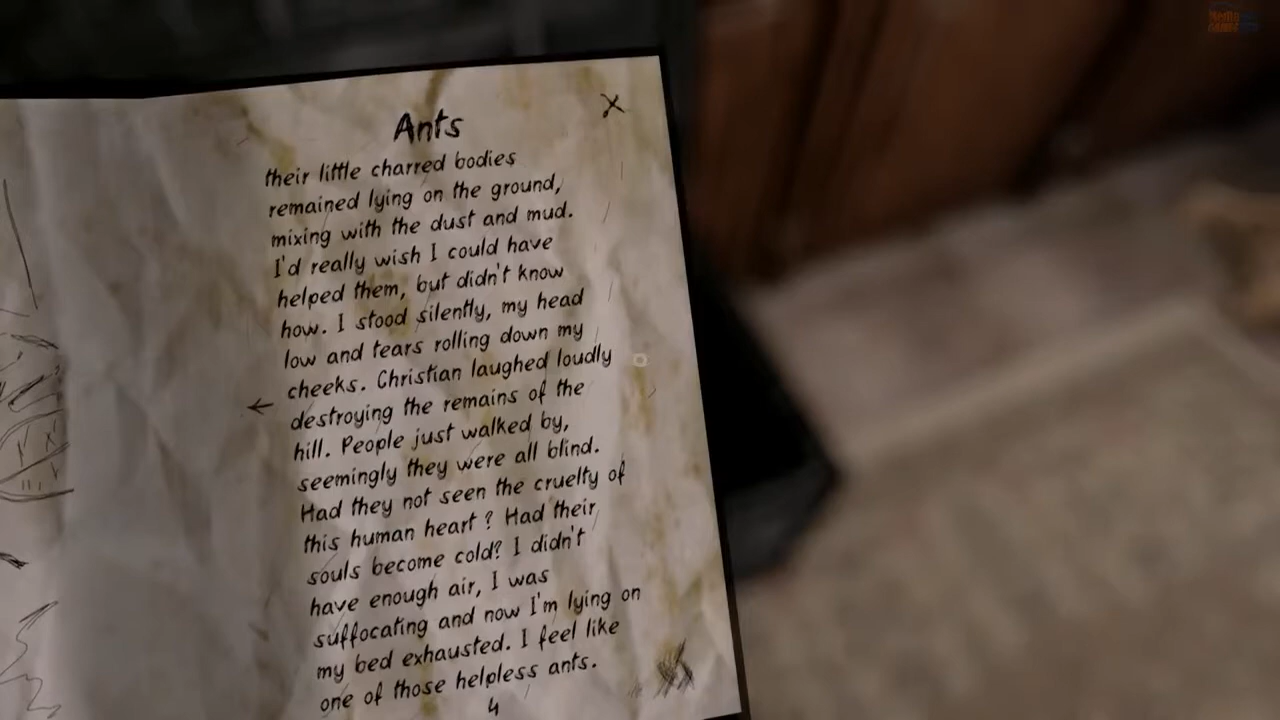 Ants
their little charred bodies
remained lying on the ground,
mixing with the dust and mud.
I'd really wish I could have
helped them, but didn't know
how. I stood silently, my head
low and tears rolling down my
cheeks. Christian laughed loudly
destroying the remains of the
hill. People just walked by,
seemingly they were all blind.
Had they not seen the cruelty of
this human heart? Had their
souls become cold? I didn't
have enough air, I was
suffocating and now I'm lying on
my bed exhausted. I feel like
one of those helpless ants.
4